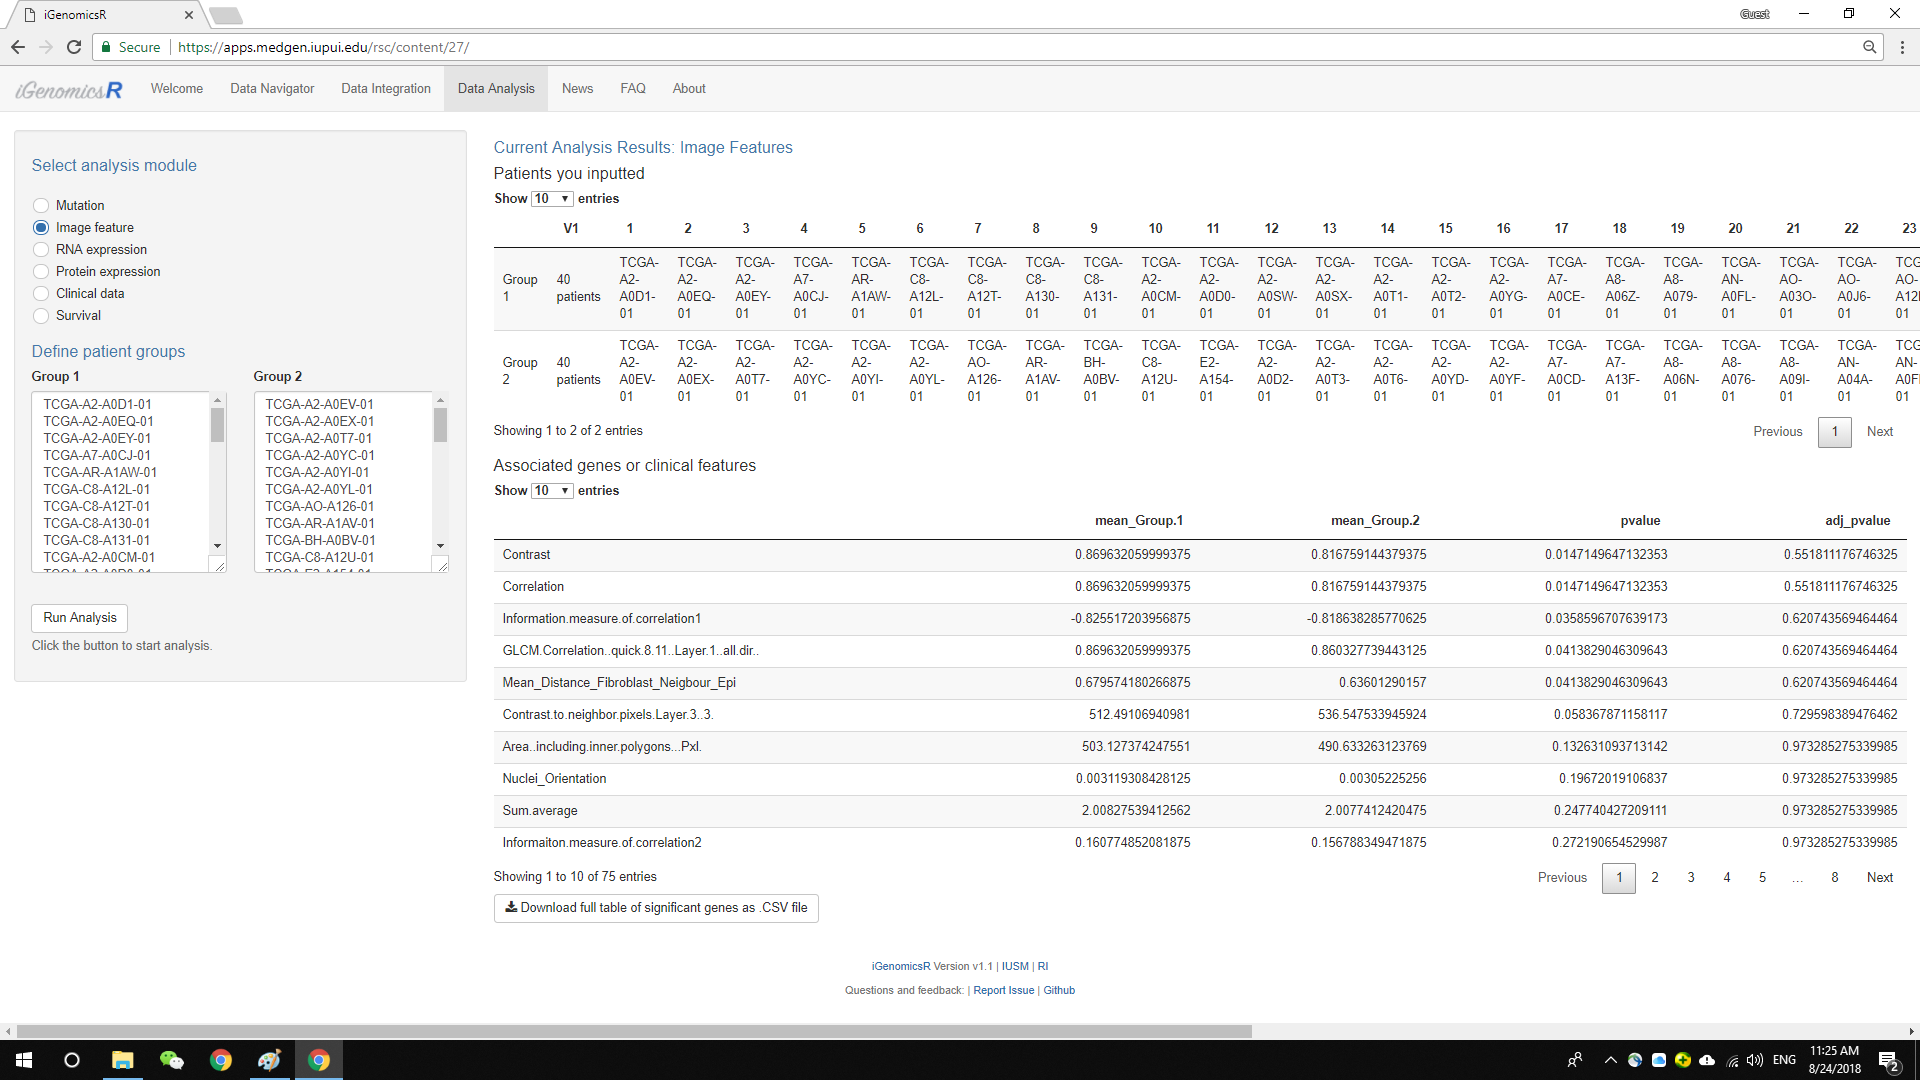 iGenomicsR
Guest
Secure
https://apps.medgen.iupui.edu/rsc/content/27/
iGenomicsR Welcome Data Navigator Data Integration Data Analysis News FAQ About
Select analysis module
Mutation
Image feature
RNA expression
Protein expression
Clinical data
Survival
Define patient groups
Group 1
TCGA-A2-A0D1-01
TCGA-A2-A0EQ-01
TCGA-A2-A0EY-01
TCGA-A7-A0CJ-01
TCGA-AR-A1AW-01
TCGA-C8-A12L-01
TCGA-C8-A12T-01
TCGA-C8-A130-01
TCGA-C8-A131-01
TCGA-A2-A0CM-01
Group 2
TCGA-A2-A0EV-01
TCGA-A2-A0EX-01
TCGA-A2-A0T7-01
TCGA-A2-A0YC-01
TCGA-A2-A0YI-01
TCGA-A2-A0YL-01
TCGA-AO-A126-01
TCGA-AR-A1AV-01
TCGA-BH-A0BV-01
TCGA-C8-A12U-01
Run Analysis
Click the button to start analysis.
Current Analysis Results: Image Features
Patients you inputted
Show 10 entries
V1 1 2 3 4 5 6 7 8 9 10 11 12 13 14 15 16 17 18 19 20 21 22 23
TCGA- TCGA- TCGA- TCGA- TCGA- TCGA- TCGA- TCGA- TCGA- TCGA- TCGA- TCGA- TCGA- TCGA- TCGA- TCGA- TCGA- TCGA- TCGA- TCGA- TCGA- TCGA- TCGA-
Group 40 A2- A2- A2- A7- AR- C8- C8- C8- C8- A2- A2- A2- A2- A2- A2- A2- A7- A8- A8- AN- AO- AO- AO-
1 patients A0D1- A0EQ- A0EY- A0CJ- A1AW- A12L- A12T- A130- A131- A0CM- A0D0- A0SW- A0SX- A0T1- A0T2- A0YG- A0CE- A06Z- A079- A0FL- A03O- A0J6-
01 01 01 01 01 01 01 01 01 01 01 01 01 01 01 01 01 01 01 01 01 01 01
TCGA- TCGA- TCGA- TCGA- TCGA- TCGA- TCGA- TCGA- TCGA- TCGA- TCGA- TCGA- TCGA- TCGA- TCGA- TCGA- TCGA- TCGA- TCGA- TCGA- TCGA- TCGA- TCGA-
Group 40 A2- A2- A2- A2- A2- A2- AO- AR- BH- C8- E2- A2- A2- A2- A2- A2- A7- A7- A8- A8- A8- AN- AN-
2 patients A0EV- A0EX- A0T7- A0YC- A0YI- A0YL- A126- A1AV- A0BV- A12U- A154- A0D2- A0T3- A0T6- A0YD- A0YF- A0CD- A13F- A06N- A076- A09I- A04A-
01 01 01 01 01 01 01 01 01 01 01 01 01 01 01 01 01 01 01 01 01 01 01
Showing 1 to 2 of 2 entries
Previous 1 Next
Associated genes or clinical features
Show 10 entries
mean_Group.1 mean_Group.2 pvalue adj_pvalue
Contrast 0.869632059999375 0.816759144379375 0.0147149647132353 0.551811176746325
Correlation 0.869632059999375 0.816759144379375 0.0147149647132353 0.551811176746325
Information.measure.of.correlation1 -0.825517203956875 -0.818638285770625 0.0358596707639173 0.620743569464464
GLCM.Correlation..quick.8.11..Layer.1..all.dir.. 0.869632059999375 0.860327739443125 0.0413829046309643 0.620743569464464
Mean_Distance_Fibroblast_Neigbour_Epi 0.679574180266875 0.63601290157 0.0413829046309643 0.620743569464464
Contrast.to.neighbor.pixels.Layer.3..3. 512.49106940981 536.547533945924 0.058367871158117 0.729598389476462
Area..including.inner.polygons...Pxl. 503.127374247551 490.633263123769 0.132631093713142 0.973285275339985
Nuclei_Orientation 0.003119308428125 0.00305225256 0.19672019106837 0.973285275339985
Sum.average 2.00827539412562 2.0077412420475 0.247740427209111 0.973285275339985
Informaiton.measure.of.correlation2 0.160774852081875 0.156788349471875 0.272190654529987 0.973285275339985
Showing 1 to 10 of 75 entries
Previous 1 2 3 4 5 … 8 Next
Download full table of significant genes as .CSV file
iGenomicsR Version v1.1 | IUSM | RI
Questions and feedback: | Report Issue | Github
ENG
11:25 AM
8/24/2018
2